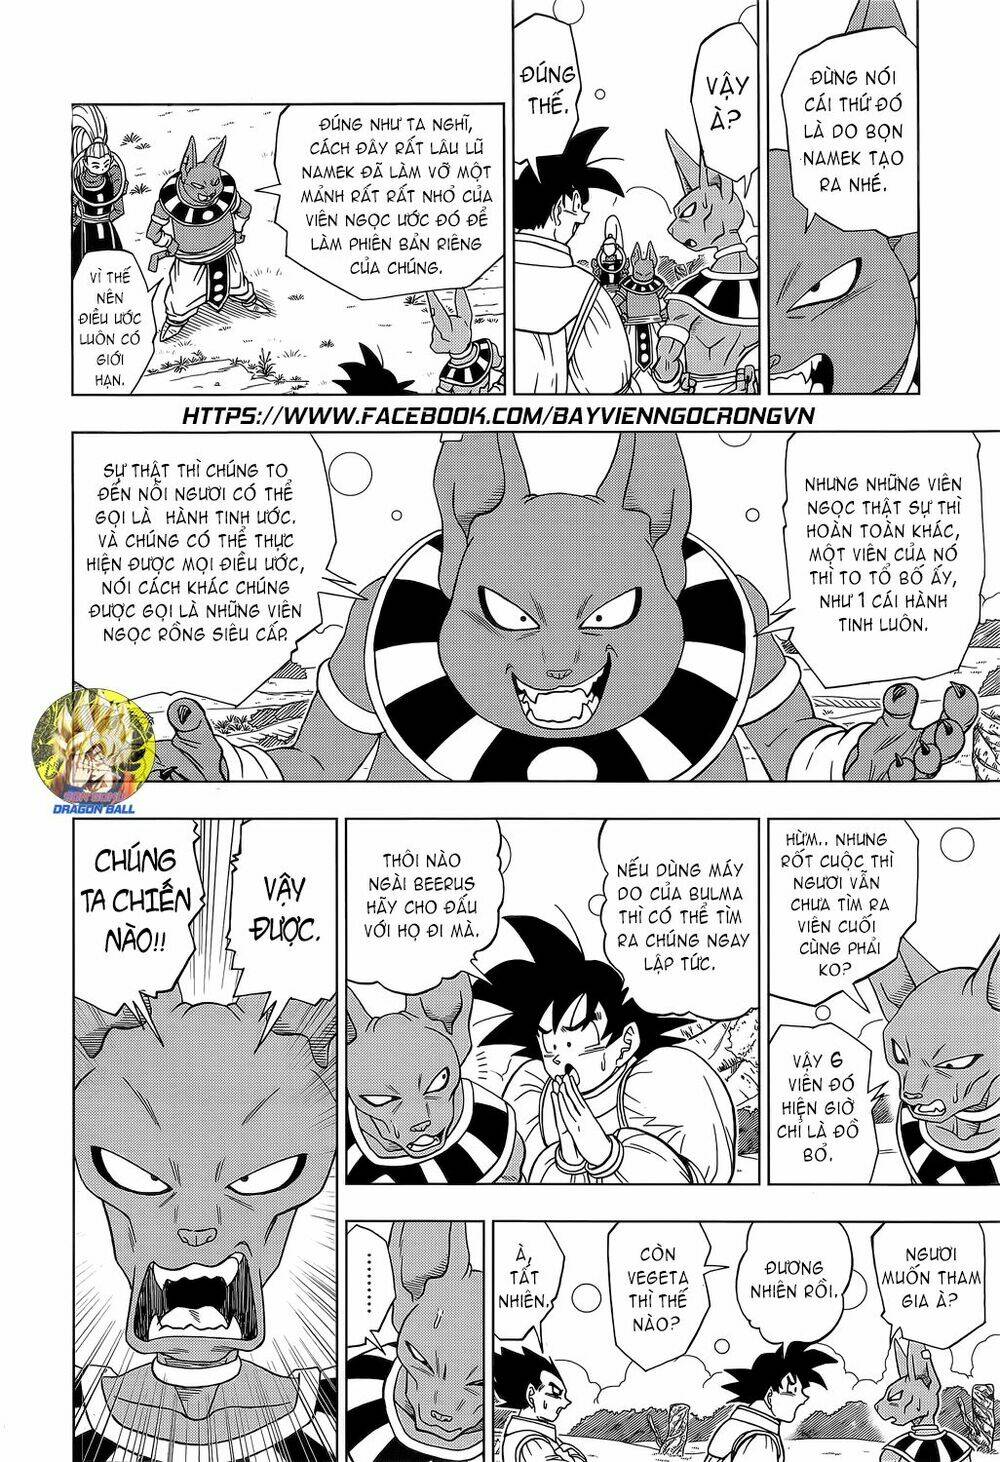 ĐỪNG NÓI
CÁI THỨ ĐÓ
LÀ DO BỌN
NAMEK TẠO
RA NHÉ.
VẬY
À?
ĐÚNG
THẾ.
ĐÚNG NHƯ TA NGHĨ,
CÁCH ĐÂY RẤT LÂU LŨ
NAMEK ĐÃ LÀM VỠ MỘT
MẢNH RẤT RẤT NHỎ CỦA
VIÊN NGỌC ƯỚC ĐÓ ĐỂ
LÀM PHIÊN BẢN RIÊNG
CỦA CHÚNG.
VÌ THẾ
NÊN
ĐIỀU ƯỚC
LUÔN CÓ
GIỚI
HẠN.
HTTPS://WWW.FACEBOOK.COM/BAYVIENNGOCRONGVN
NHƯNG NHỮNG VIÊN
NGỌC THẬT SỰ THÌ
HOÀN TOÀN KHÁC,
MỘT VIÊN CỦA NÓ
THÌ TO TỔ BỐ ẤY,
NHƯ 1 CÁI HÀNH
TINH LUÔN.
SỰ THẬT THÌ CHÚNG TO
ĐẾN NỖI NGƯƠI CÓ THỂ
GỌI LÀ HÀNH TINH ƯỚC.
VÀ CHÚNG CÓ THỂ THỰC
HIỆN ĐƯỢC MỌI ĐIỀU ƯỚC,
NÓI CÁCH KHÁC CHÚNG
ĐƯỢC GỌI LÀ NHỮNG VIÊN
NGỌC RỒNG SIÊU CẤP.
DRAGON BALL
HỪM.. NHƯNG
RỐT CUỘC THÌ
NGƯƠI VẪN
CHƯA TÌM RA
VIÊN CUỐI
CÙNG PHẢI
KO?
VẬY 6
VIÊN ĐÓ
HIỆN GIỜ
CHỈ LÀ ĐỒ
BỎ.
NẾU DÙNG MÁY
DO CỦA BULMA
THÌ CÓ THỂ TÌM
RA CHÚNG NGAY
LẬP TỨC.
THÔI NÀO
NGÀI BEERUS
HÃY CHO ĐẤU
VỚI HỌ ĐI MÀ.
NGƯƠI
MUỐN THAM
GIA À?
ĐƯƠNG
NHIÊN RỒI.
CÒN
VEGETA
THÌ THẾ
NÀO?
À,
TẤT
NHIÊN.
........
VẬY
ĐƯỢC.
CHÚNG
TA CHIẾN
NÀO!!